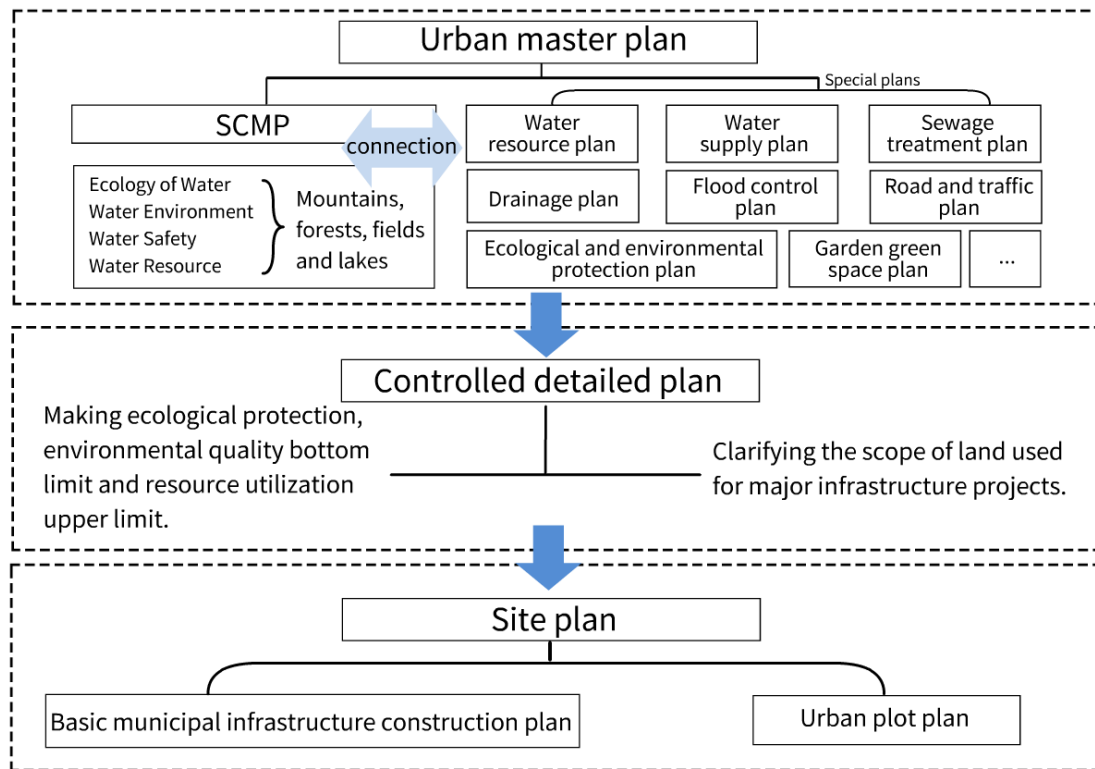 Urban master plan
Special plans
SCMP
connection
Water
resource plan
Water
supply plan
Sewage
treatment plan
Ecology of Water
Water Environment
Water Safety
Water Resource
Mountains,
forests, fields
and lakes
Drainage plan
Flood control
plan
Road and traffic
plan
Ecological and environmental
protection plan
Garden green
space plan
...
Controlled detailed plan
Making ecological protection,
environmental quality bottom
limit and resource utilization
upper limit.
Clarifying the scope of land used
for major infrastructure projects.
Site plan
Basic municipal infrastructure construction plan
Urban plot plan